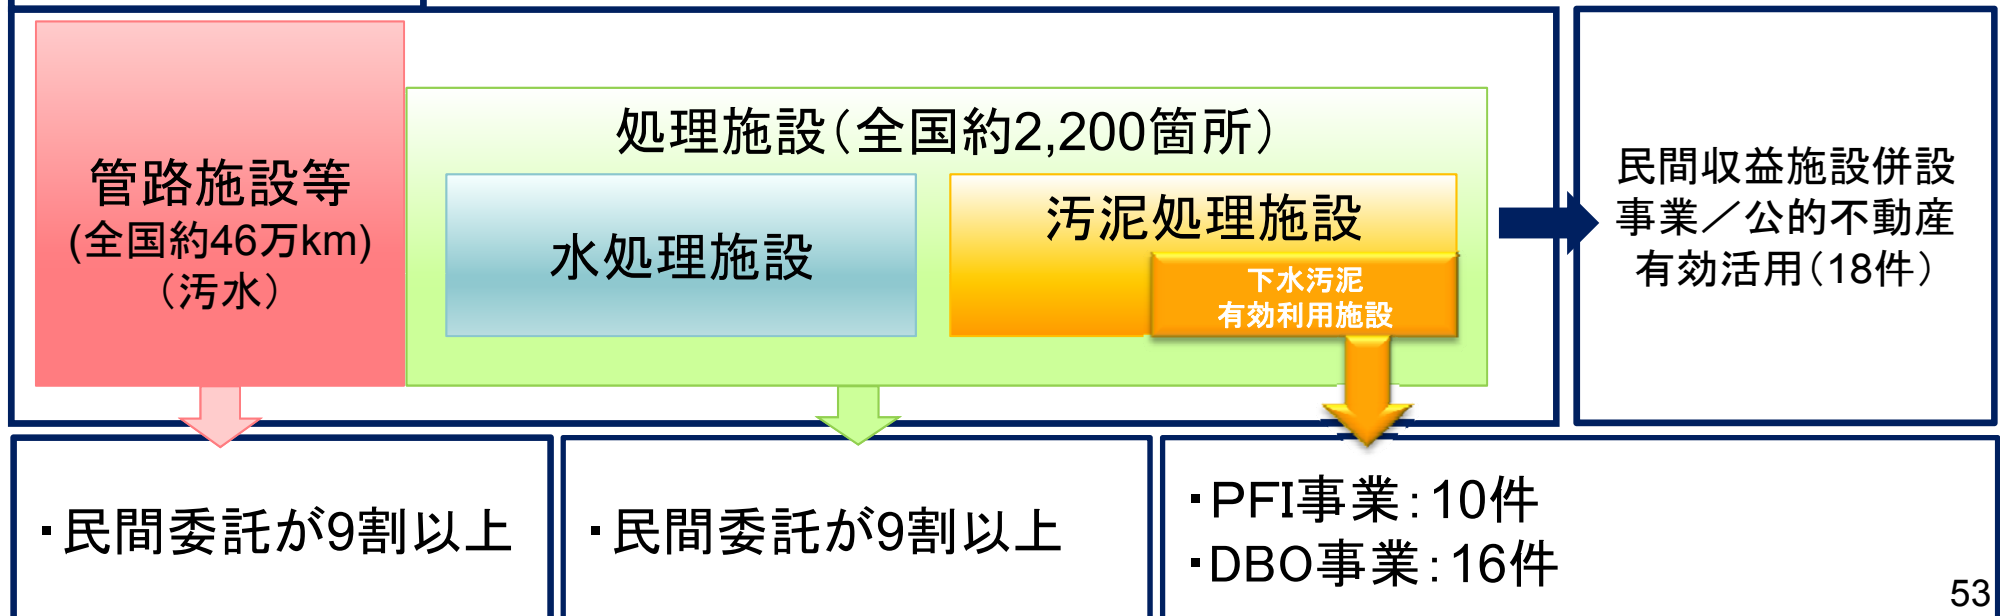 管路施設等
(全国約46万km)
（汚水）
処理施設（全国約2,200箇所）
水処理施設
汚泥処理施設
下水汚泥
有効利用施設
民間収益施設併設
事業／公的不動産
有効活用（18件）
・民間委託が9割以上
・民間委託が9割以上
・PFI事業：10件
・DBO事業：16件
53